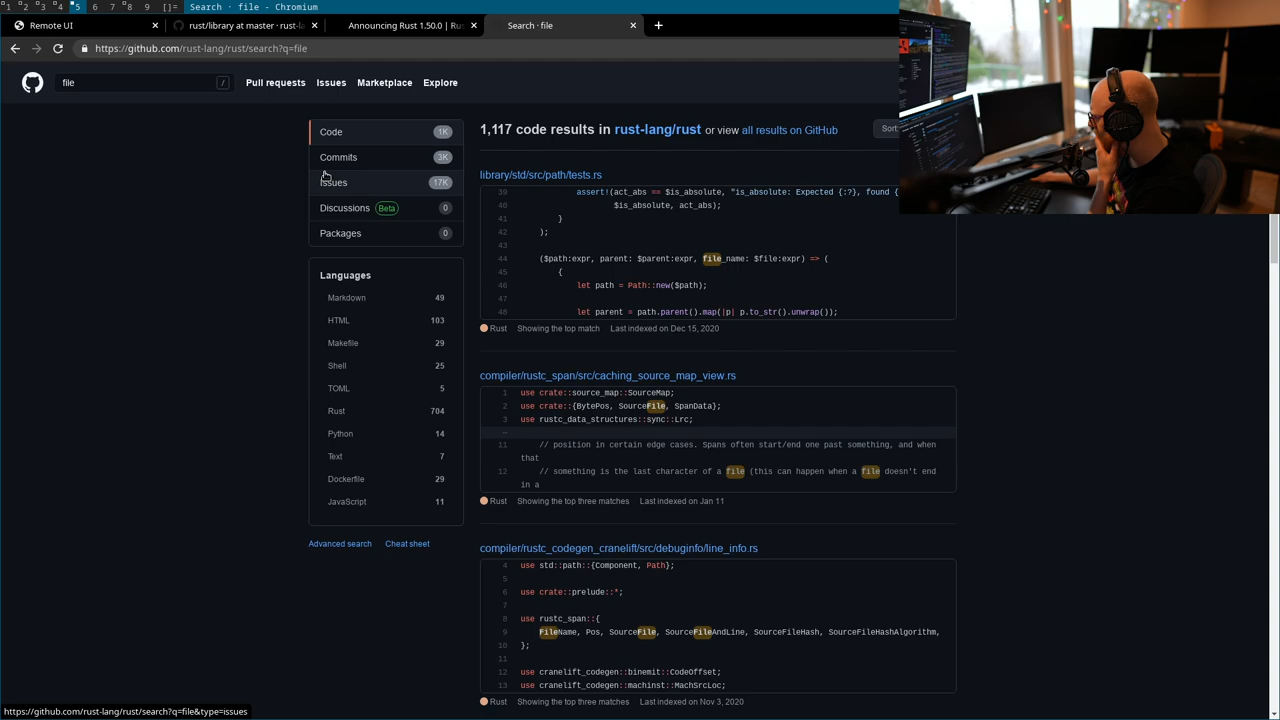 1 2 3 4 5 6 7 8 9 []= Search · file - Chromium
Remote UI × rust/library at master · rust-la × Announcing Rust 1.50.0 | Ru × Search · file × +
https://github.com/rust-lang/rust/search?q=file
file / Pull requests Issues Marketplace Explore
Code 1K
Commits 3K
Issues 17K
Discussions Beta 0
Packages 0
Languages
Markdown 49
HTML 103
Makefile 29
Shell 25
TOML 5
Rust 704
Python 14
Text 7
Dockerfile 29
JavaScript 11
Advanced search Cheat sheet
1,117 code results in rust-lang/rust or view all results on GitHub
Sort
library/std/src/path/tests.rs
39 assert!(act_abs == $is_absolute, "is_absolute: Expected {:?}, found {
40 $is_absolute, act_abs);
41 }
42 );
43
44 ($path:expr, parent: $parent:expr, file_name: $file:expr) => (
45 {
46 let path = Path::new($path);
47
48 let parent = path.parent().map(|p| p.to_str().unwrap());
Rust Showing the top match Last indexed on Dec 15, 2020
compiler/rustc_span/src/caching_source_map_view.rs
1 use crate::source_map::SourceMap;
2 use crate::{BytePos, SourceFile, SpanData};
3 use rustc_data_structures::sync::Lrc;
…
11 // position in certain edge cases. Spans often start/end one past something, and when
that
12 // something is the last character of a file (this can happen when a file doesn't end
in a
Rust Showing the top three matches Last indexed on Jan 11
compiler/rustc_codegen_cranelift/src/debuginfo/line_info.rs
4 use std::path::{Component, Path};
5
6 use crate::prelude::*;
7
8 use rustc_span::{
9 FileName, Pos, SourceFile, SourceFileAndLine, SourceFileHash, SourceFileHashAlgorithm,
10 };
11
12 use cranelift_codegen::binemit::CodeOffset;
13 use cranelift_codegen::machinst::MachSrcLoc;
Rust Showing the top three matches Last indexed on Nov 3, 2020
https://github.com/rust-lang/rust/search?q=file&type=issues